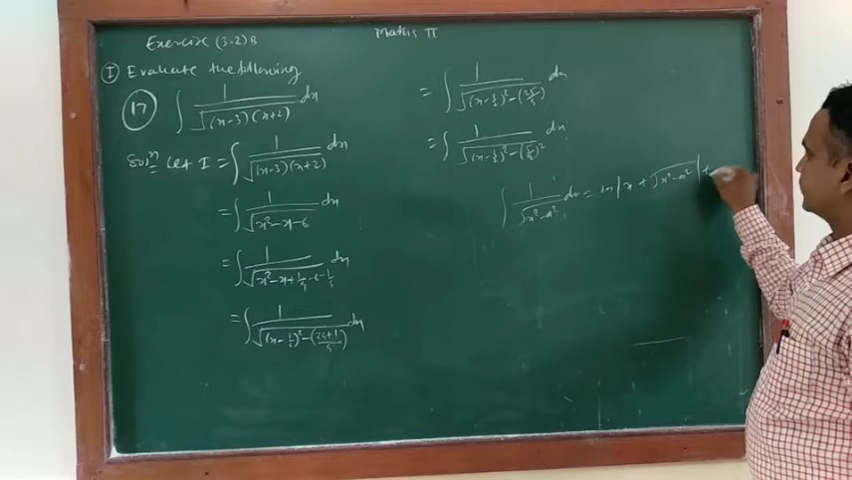 Exercise (3.2) B
Maths II
I Evaluate the following
17 ∫ 1/√(x-3)(x+2) dx
Sol: Let I = ∫ 1/√(x-3)(x+2) dx
= ∫ 1/√x²-x-6 dx
= ∫ 1/√x²-x+1/4-6-1/4 dx
= ∫ 1/√(x-1/2)²-(24+1/4) dx
= ∫ 1/√(x-1/2)²-(25/4) dx
= ∫ 1/√(x-1/2)²-(5/2)² dx
∫ 1/√x²-a² dx = ln|x + √x²-a²| +